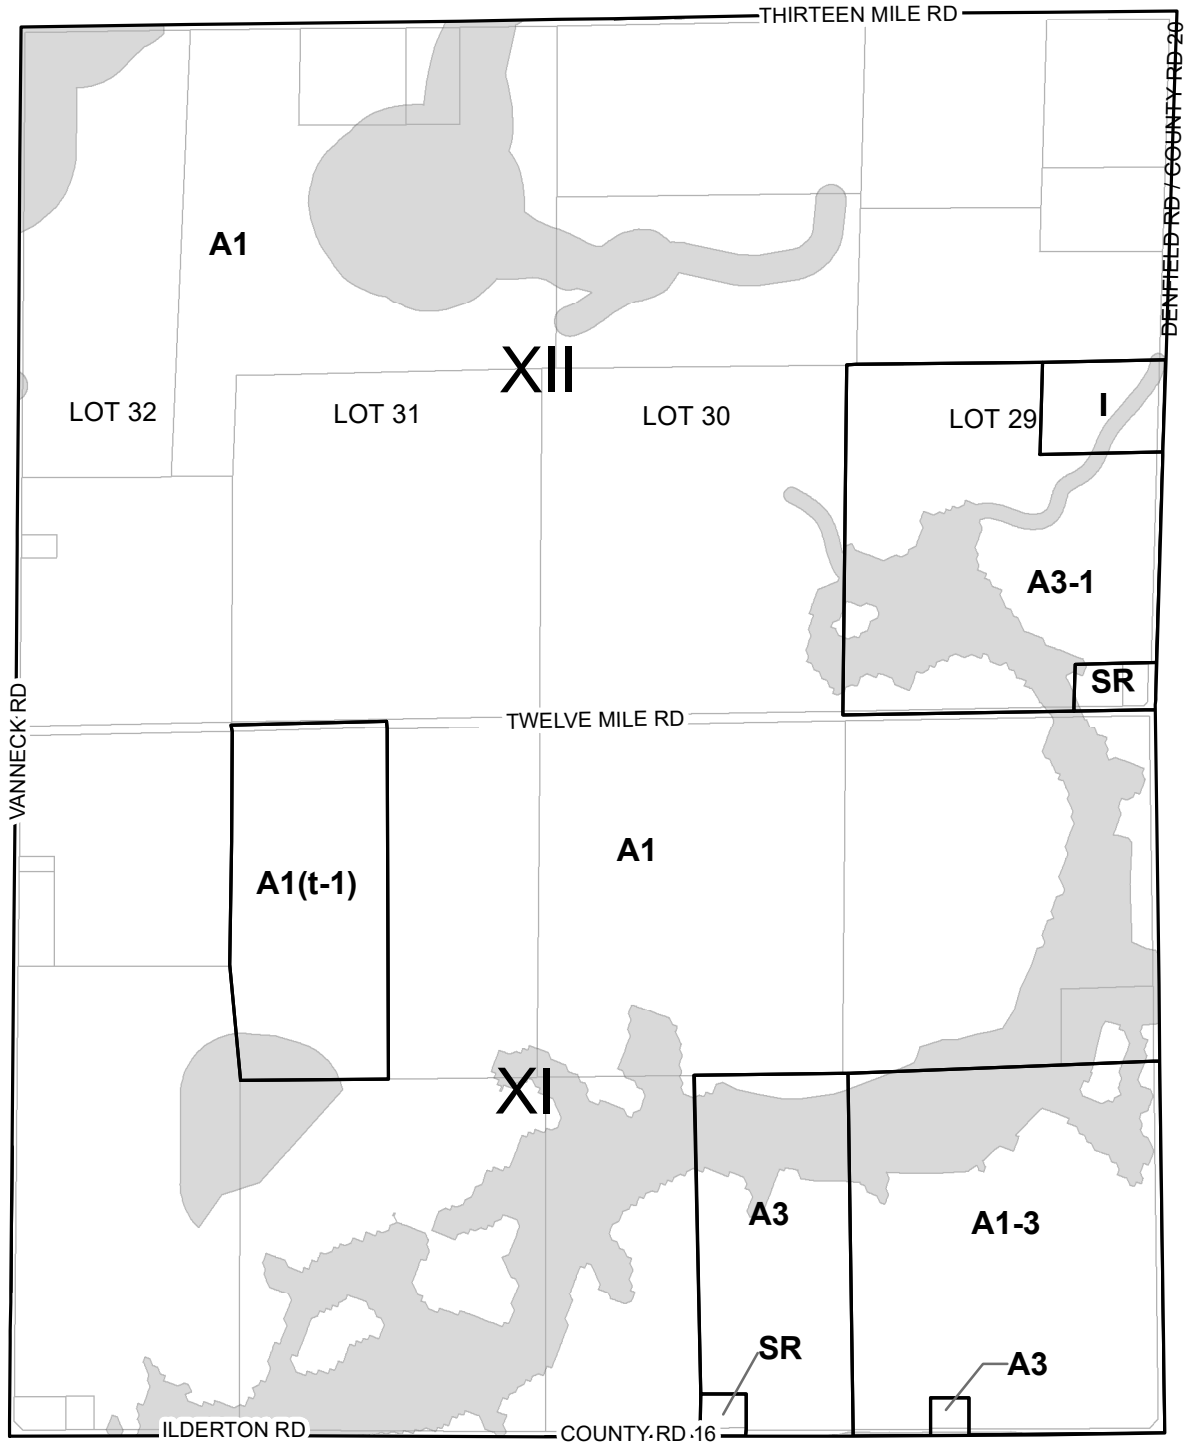 THIRTEEN MILE RD
DENFIELD RD / COUNTY RD 20
A1
XII
LOT 32
LOT 31
LOT 30
LOT 29
I
A3-1
SR
VANNECK RD
TWELVE MILE RD
A1(t-1)
A1
XI
A3
A1-3
SR
A3
ILDERTON RD
COUNTY RD 16